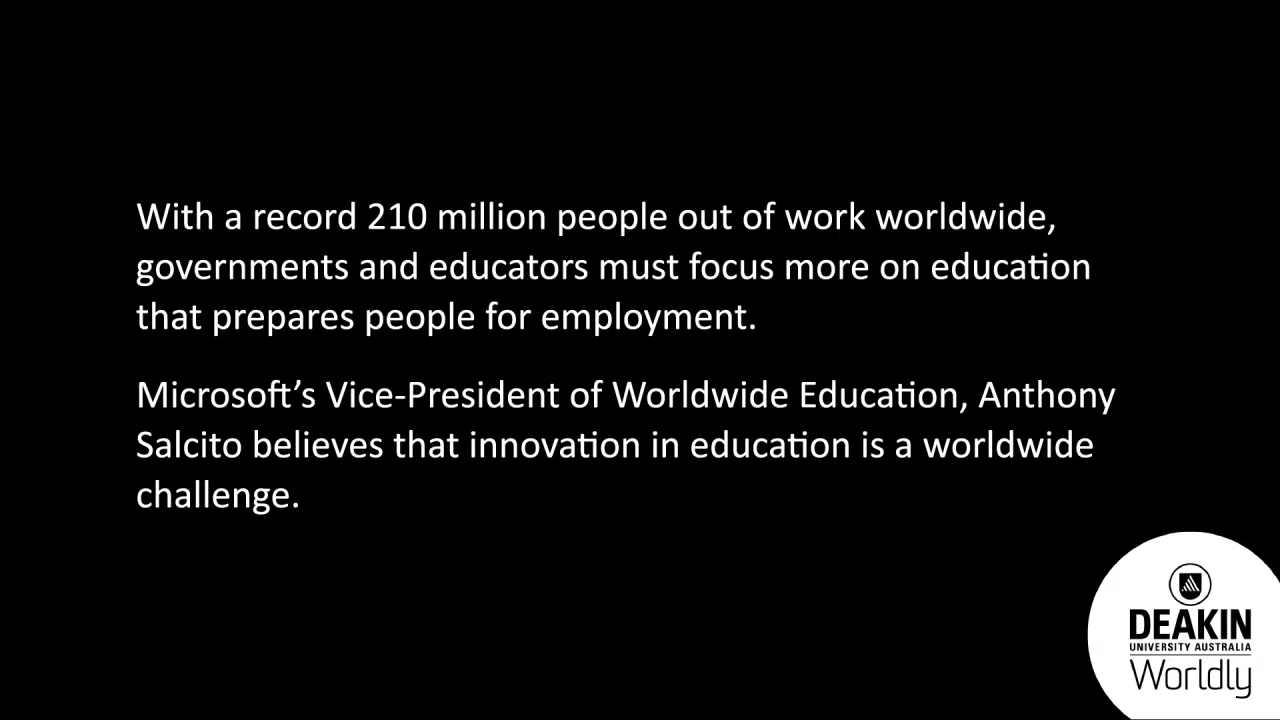 With a record 210 million people out of work worldwide,
governments and educators must focus more on education
that prepares people for employment.
Microsoft’s Vice-President of Worldwide Education, Anthony
Salcito believes that innovation in education is a worldwide
challenge.
DEAKIN
UNIVERSITY AUSTRALIA
Worldly